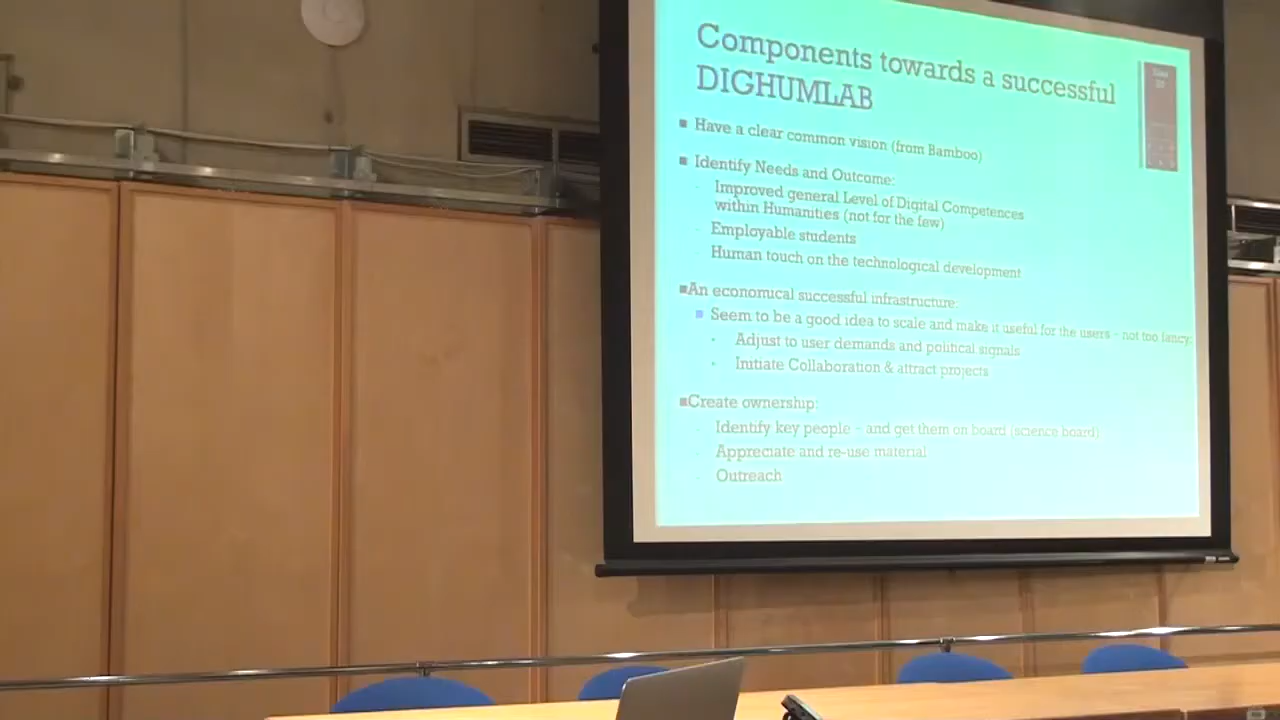 Components towards a successful
DIGHUMLAB
Have a clear common vision (from Bamboo)
Identify Needs and Outcome:
Improved general Level of Digital Competences
within Humanities (not for the few)
Employable students
Human touch on the technological development
An economical successful infrastructure:
Seem to be a good idea to scale and make it useful for the users - not too fancy:
Adjust to user demands and political signals
Initiate Collaboration & attract projects
Create ownership:
Identify key people - and get them on board (science board)
Appreciate and re-use material
Outreach